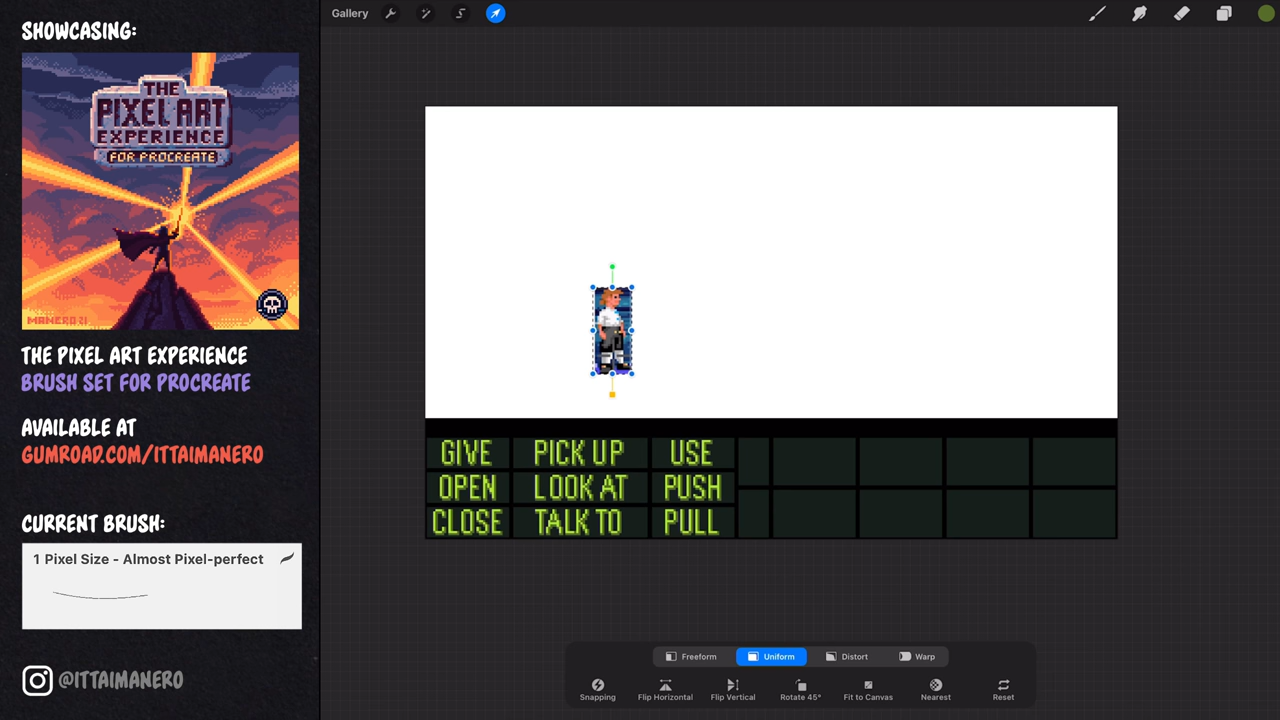 SHOWCASING:
THE
PIXEL ART
EXPERIENCE
FOR PROCREATE
MANERO 21
THE PIXEL ART EXPERIENCE
BRUSH SET FOR PROCREATE
AVAILABLE AT
GUMROAD.COM/ITTAIMANERO
CURRENT BRUSH:
1 Pixel Size - Almost Pixel-perfect
@ITTAIMANERO
Gallery
GIVE PICK UP USE
OPEN LOOK AT PUSH
CLOSE TALK TO PULL
Freeform Uniform Distort Warp
Snapping Flip Horizontal Flip Vertical Rotate 45° Fit to Canvas Nearest Reset